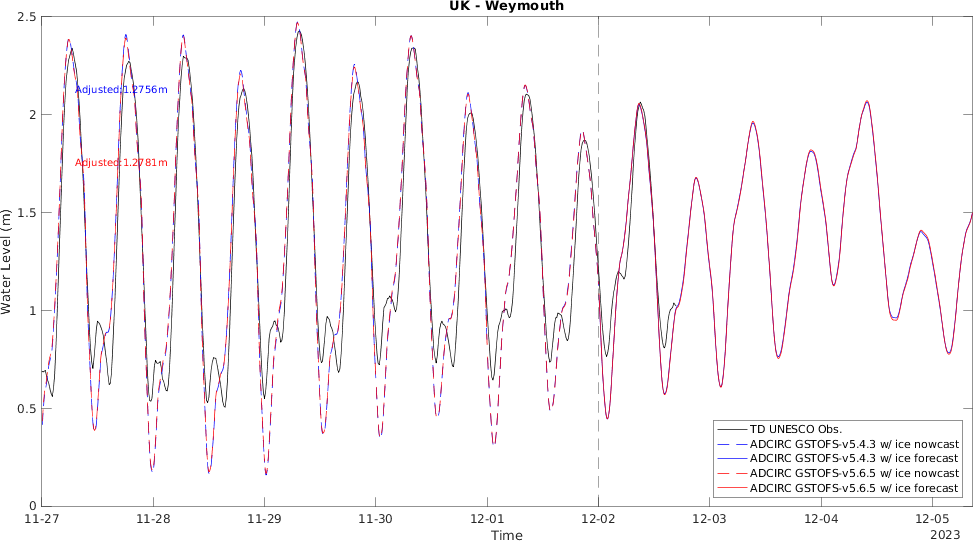 UK - Weymouth
2.5
2
1.5
1
0.5
0
Water Level (m)
Adjusted:1.2756m
Adjusted:1.2781m
TD UNESCO Obs.
ADCIRC GSTOFS-v5.4.3 w/ ice nowcast
ADCIRC GSTOFS-v5.4.3 w/ ice forecast
ADCIRC GSTOFS-v5.6.5 w/ ice nowcast
ADCIRC GSTOFS-v5.6.5 w/ ice forecast
11-27 11-28 11-29 11-30 12-01 12-02 12-03 12-04 12-05
Time 2023